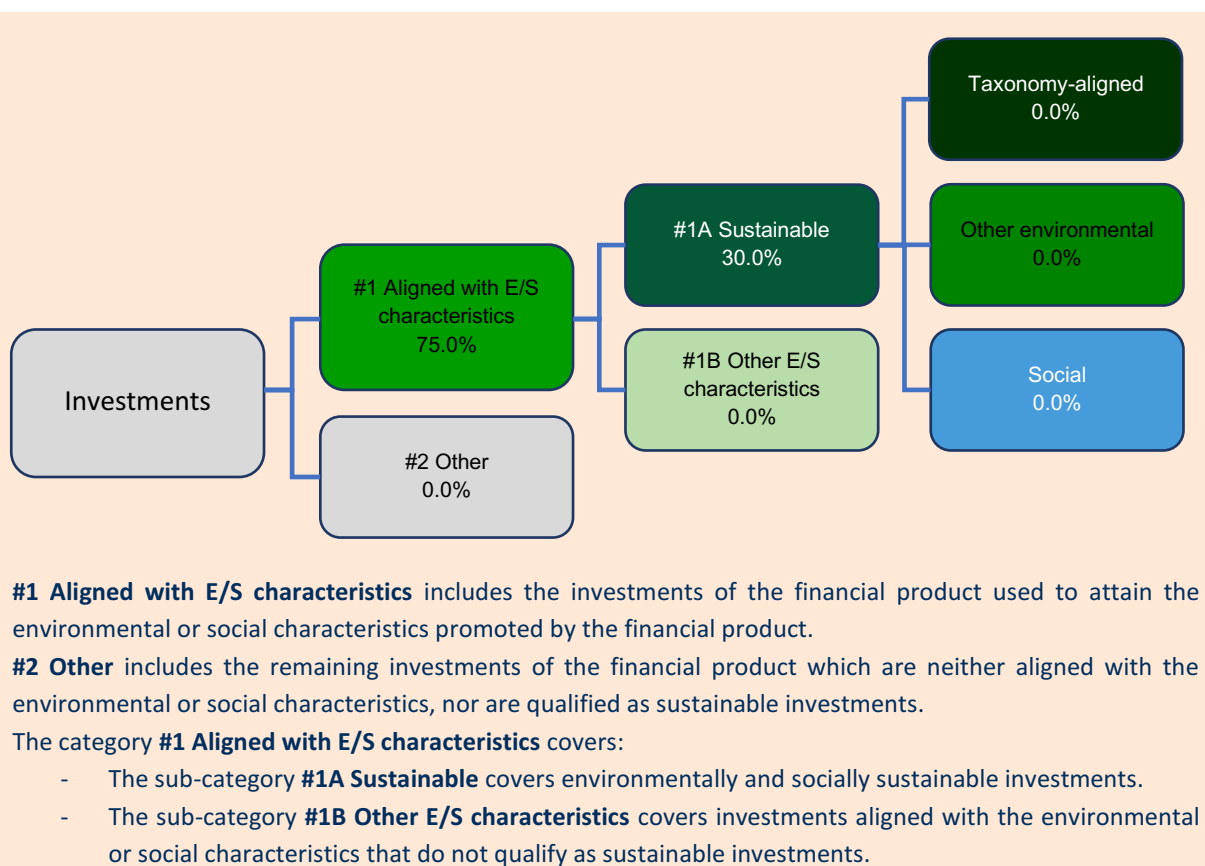 Taxonomy-aligned
0.0%
#1A Sustainable
30.0%
Other environmental
0.0%
#1 Aligned with E/S
characteristics
75.0%
Investments
#1B Other E/S
characteristics
0.0%
Social
0.0%
#2 Other
0.0%
#1 Aligned with E/S characteristics includes the investments of the financial product used to attain the
environmental or social characteristics promoted by the financial product.
#2 Other includes the remaining investments of the financial product which are neither aligned with the
environmental or social characteristics, nor are qualified as sustainable investments.
The category #1 Aligned with E/S characteristics covers:
- The sub-category #1A Sustainable covers environmentally and socially sustainable investments.
- The sub-category #1B Other E/S characteristics covers investments aligned with the environmental
or social characteristics that do not qualify as sustainable investments.